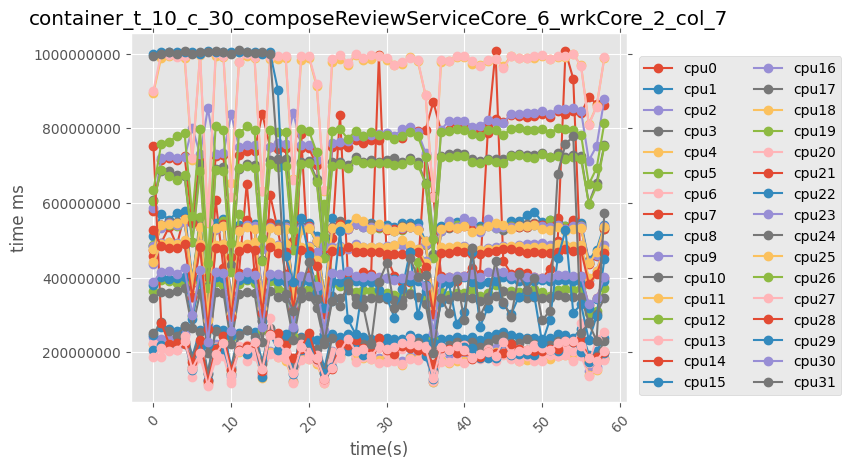 container_t_10_c_30_composeReviewServiceCore_6_wrkCore_2_col_7
time ms
1000000000
800000000
600000000
400000000
200000000
0
10
20
30
40
50
60
time(s)
cpu0
cpu1
cpu2
cpu3
cpu4
cpu5
cpu6
cpu7
cpu8
cpu9
cpu10
cpu11
cpu12
cpu13
cpu14
cpu15
cpu16
cpu17
cpu18
cpu19
cpu20
cpu21
cpu22
cpu23
cpu24
cpu25
cpu26
cpu27
cpu28
cpu29
cpu30
cpu31